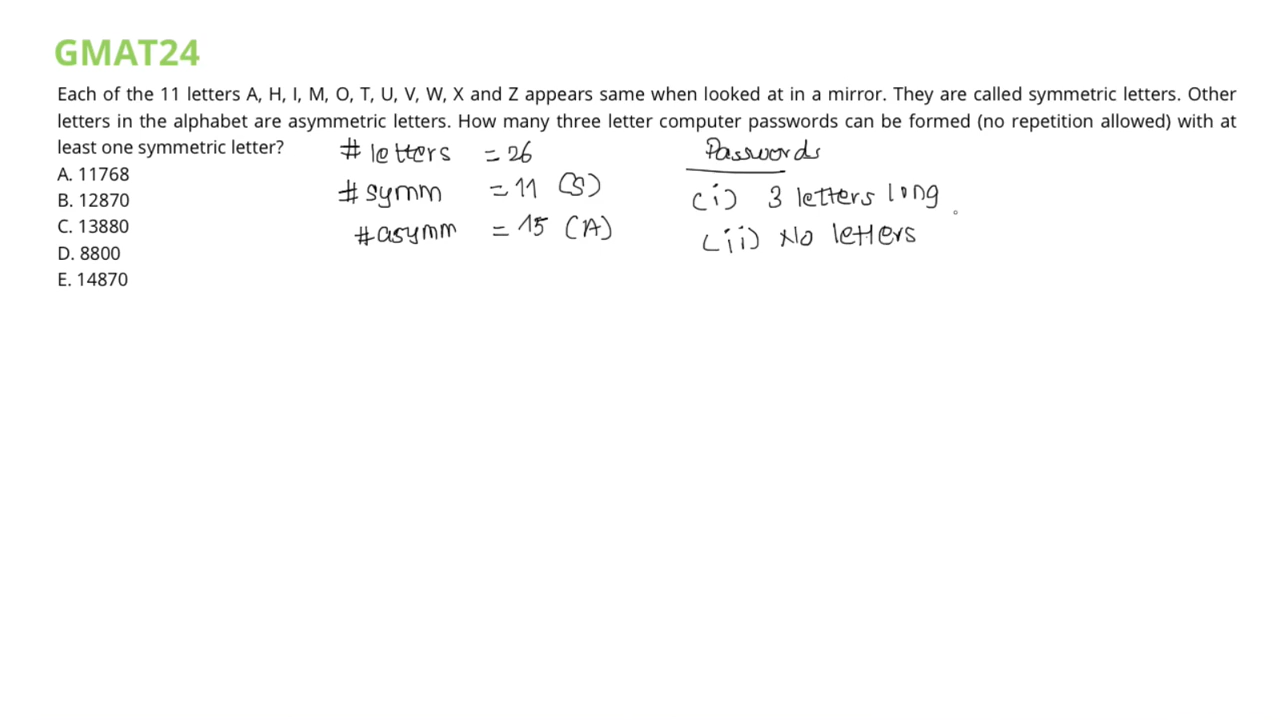 GMAT24
Each of the 11 letters A, H, I, M, O, T, U, V, W, X and Z appears same when looked at in a mirror. They are called symmetric letters. Other
letters in the alphabet are asymmetric letters. How many three letter computer passwords can be formed (no repetition allowed) with at
least one symmetric letter?
A. 11768
B. 12870
C. 13880
D. 8800
E. 14870
# letters = 26
# symm = 11 (S)
# asymm = 15 (A)
Passwords
(i) 3 letters long
(ii) No letters